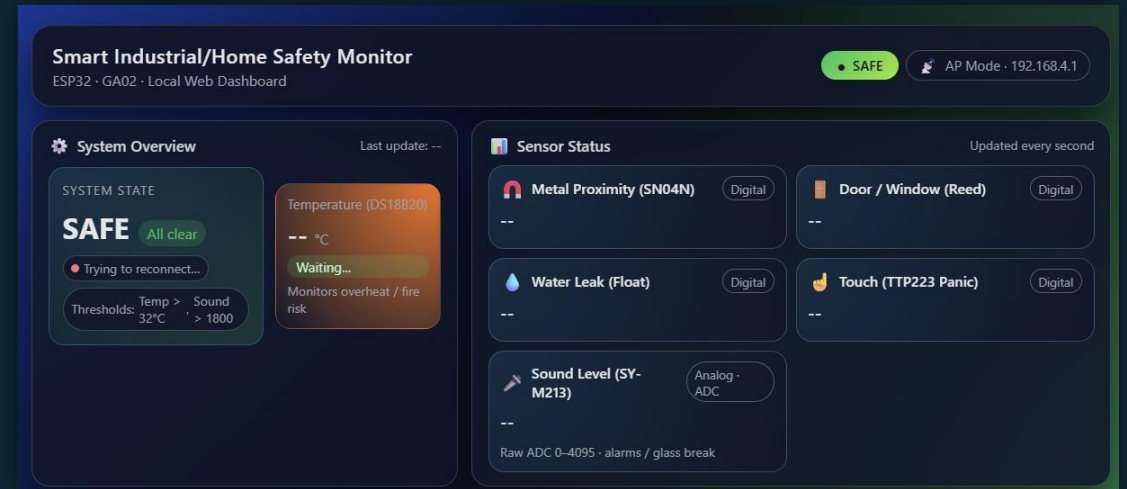 Smart Industrial/Home Safety Monitor
ESP32 · GA02 · Local Web Dashboard
● SAFE
AP Mode · 192.168.4.1
System Overview
Last update: --
SYSTEM STATE
SAFE All clear
Trying to reconnect...
Thresholds: Temp > 32°C , Sound > 1800
Temperature (DS18B20)
-- °C
Waiting...
Monitors overheat / fire
risk
Sensor Status
Updated every second
Metal Proximity (SN04N)
Digital
--
Door / Window (Reed)
Digital
--
Water Leak (Float)
Digital
--
Touch (TTP223 Panic)
Digital
--
Sound Level (SY-
M213)
Analog ·
ADC
--
Raw ADC 0–4095 · alarms / glass break